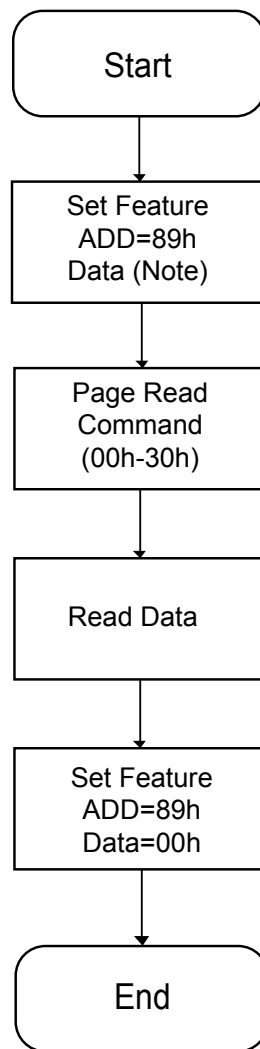 Start
Set Feature
ADD=89h
Data (Note)
Page Read
Command
(00h-30h)
Read Data
Set Feature
ADD=89h
Data=00h
End